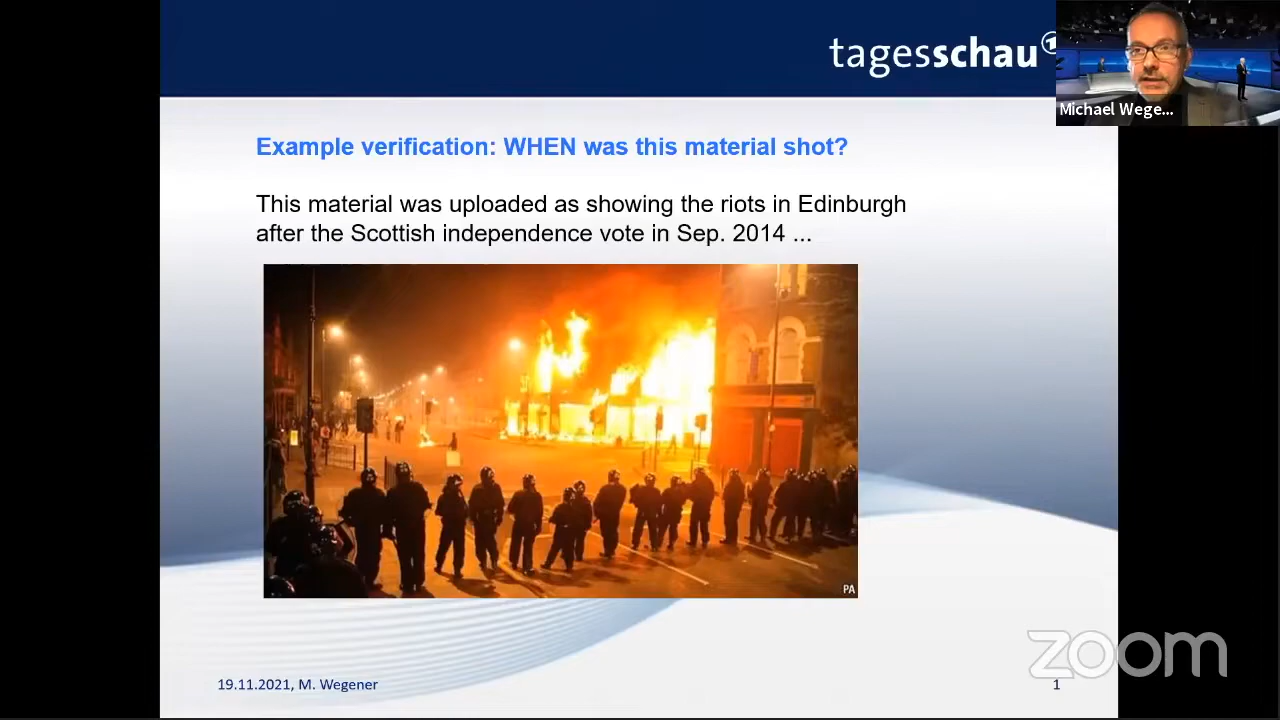 tagesschau
Michael Wege...
Example verification: WHEN was this material shot?
This material was uploaded as showing the riots in Edinburgh
after the Scottish independence vote in Sep. 2014 ...
PA
zoom
19.11.2021, M. Wegener
1